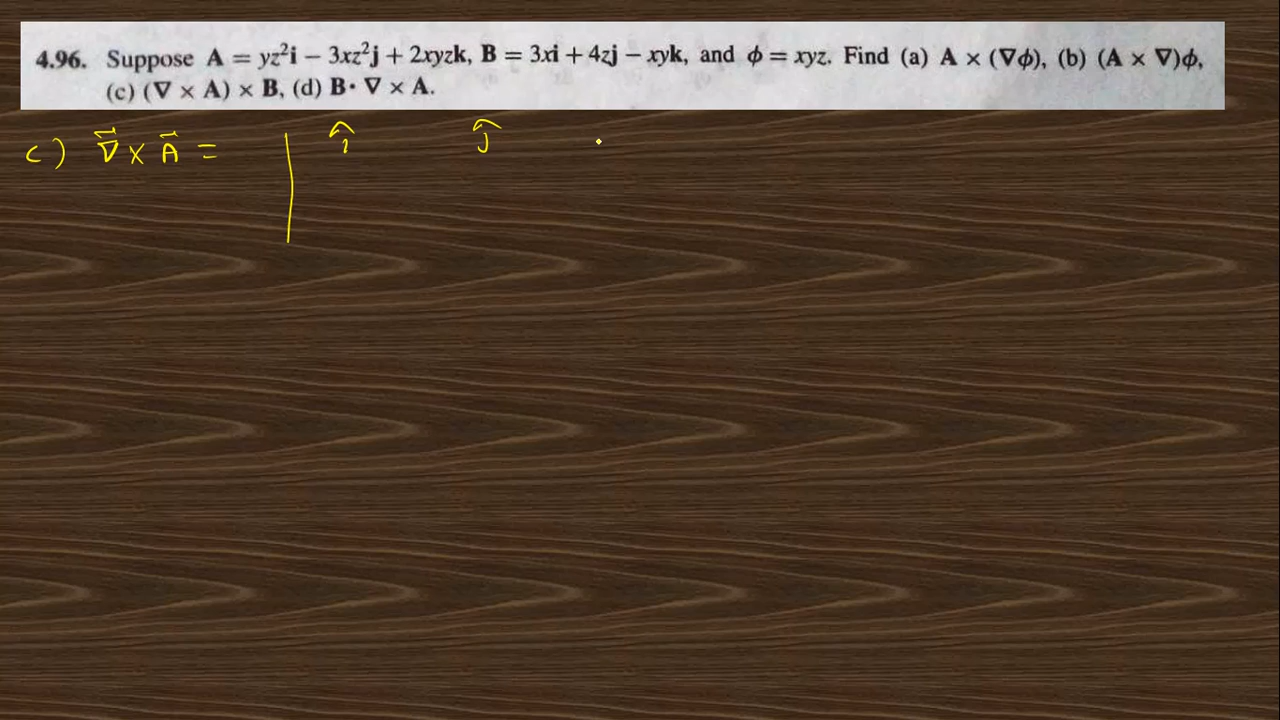 4.96. Suppose A = yz²i − 3xz²j + 2xyzk, B = 3xi + 4zj − xyk, and ϕ = xyz. Find (a) A × (∇ϕ), (b) (A × ∇)ϕ,
(c) (∇ × A) × B, (d) B· ∇ × A.
c) ∇⃗ × A⃗ = | î ĵ